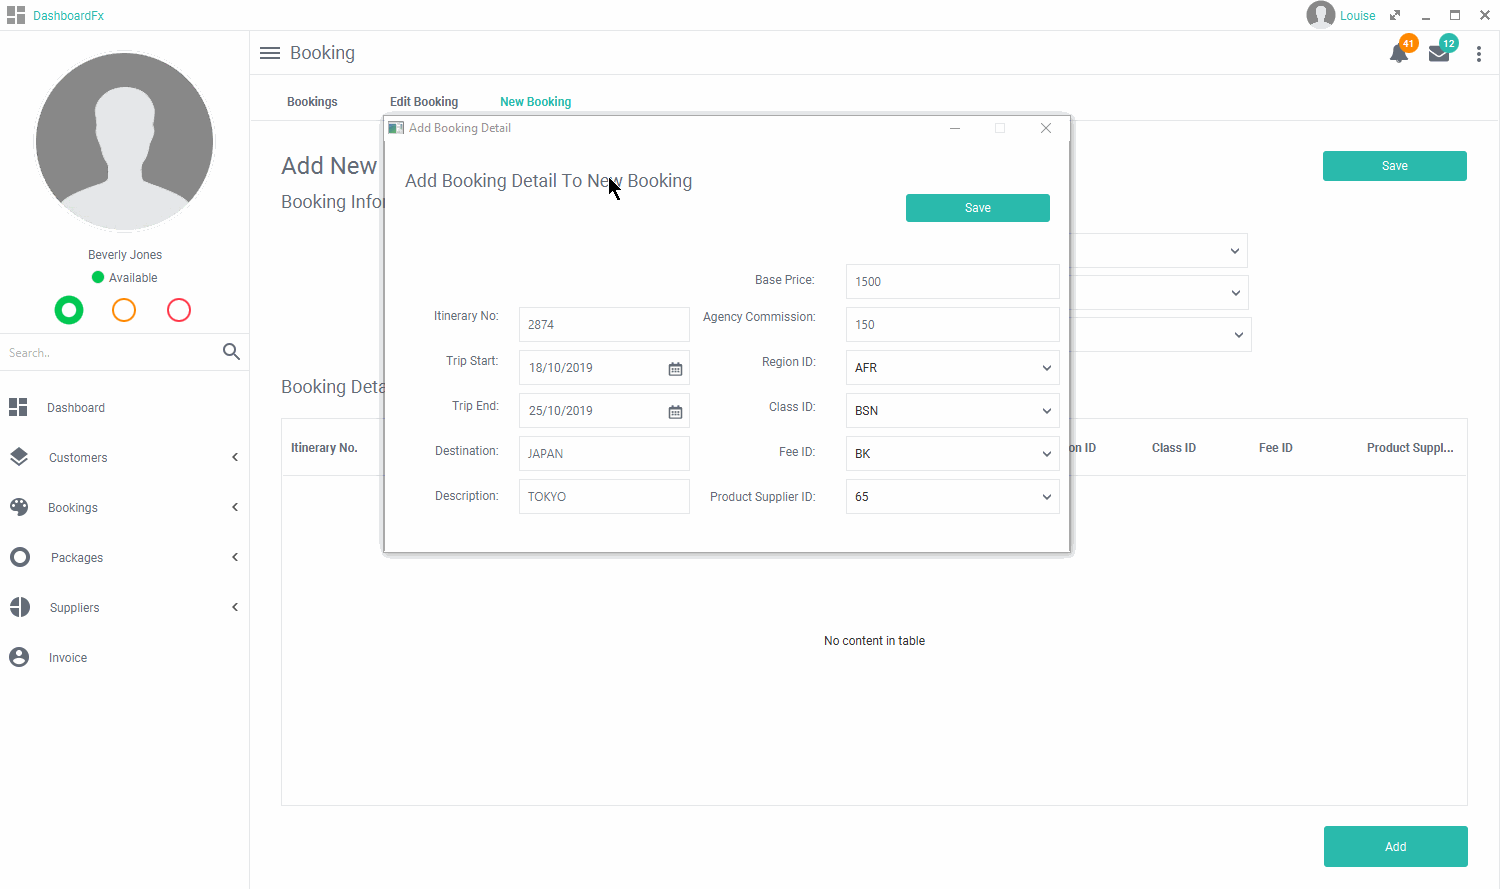 DashboardFx
Louise
Booking
41
12
Bookings
Edit Booking
New Booking
Add Booking Detail
Add New
Save
Booking Infor
Add Booking Detail To New Booking
Save
Beverly Jones
Available
Search..
Dashboard
Customers
Bookings
Packages
Suppliers
Invoice
Base Price:
1500
Itinerary No:
2874
Agency Commission:
150
Trip Start:
18/10/2019
Region ID:
AFR
Trip End:
25/10/2019
Class ID:
BSN
Destination:
JAPAN
Fee ID:
BK
Description:
TOKYO
Product Supplier ID:
65
Booking Deta
Itinerary No.
on ID
Class ID
Fee ID
Product Suppl...
No content in table
Add